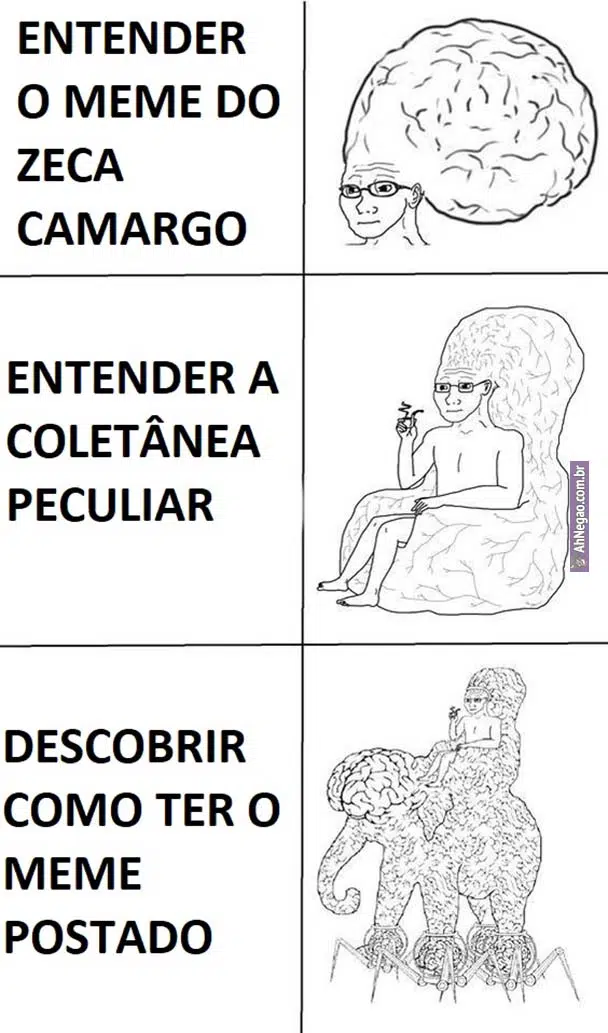 ENTENDER
O MEME DO
ZECA
CAMARGO
ENTENDER A
COLETÂNEA
PECULIAR
AhNegao.com.br
DESCOBRIR
COMO TER O
MEME
POSTADO